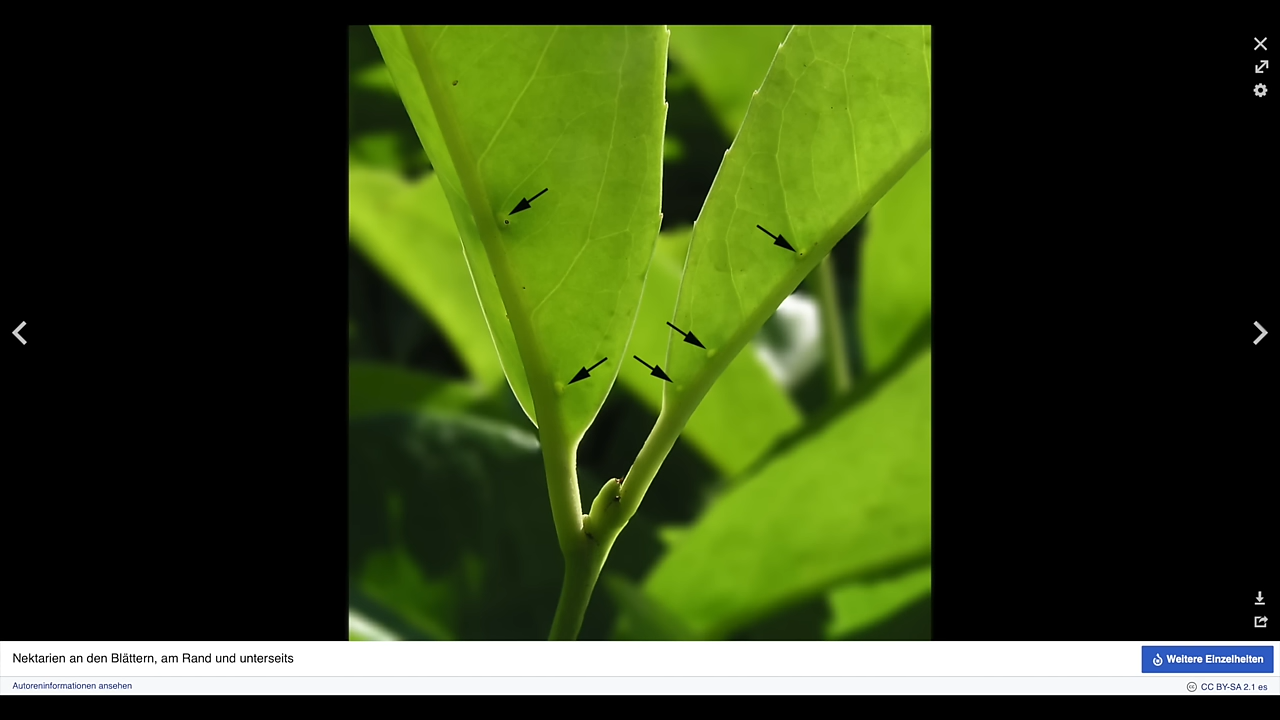 Nektarien an den Blättern, am Rand und unterseits
Weitere Einzelheiten
Autoreninformationen ansehen
CC BY-SA 2.1 es